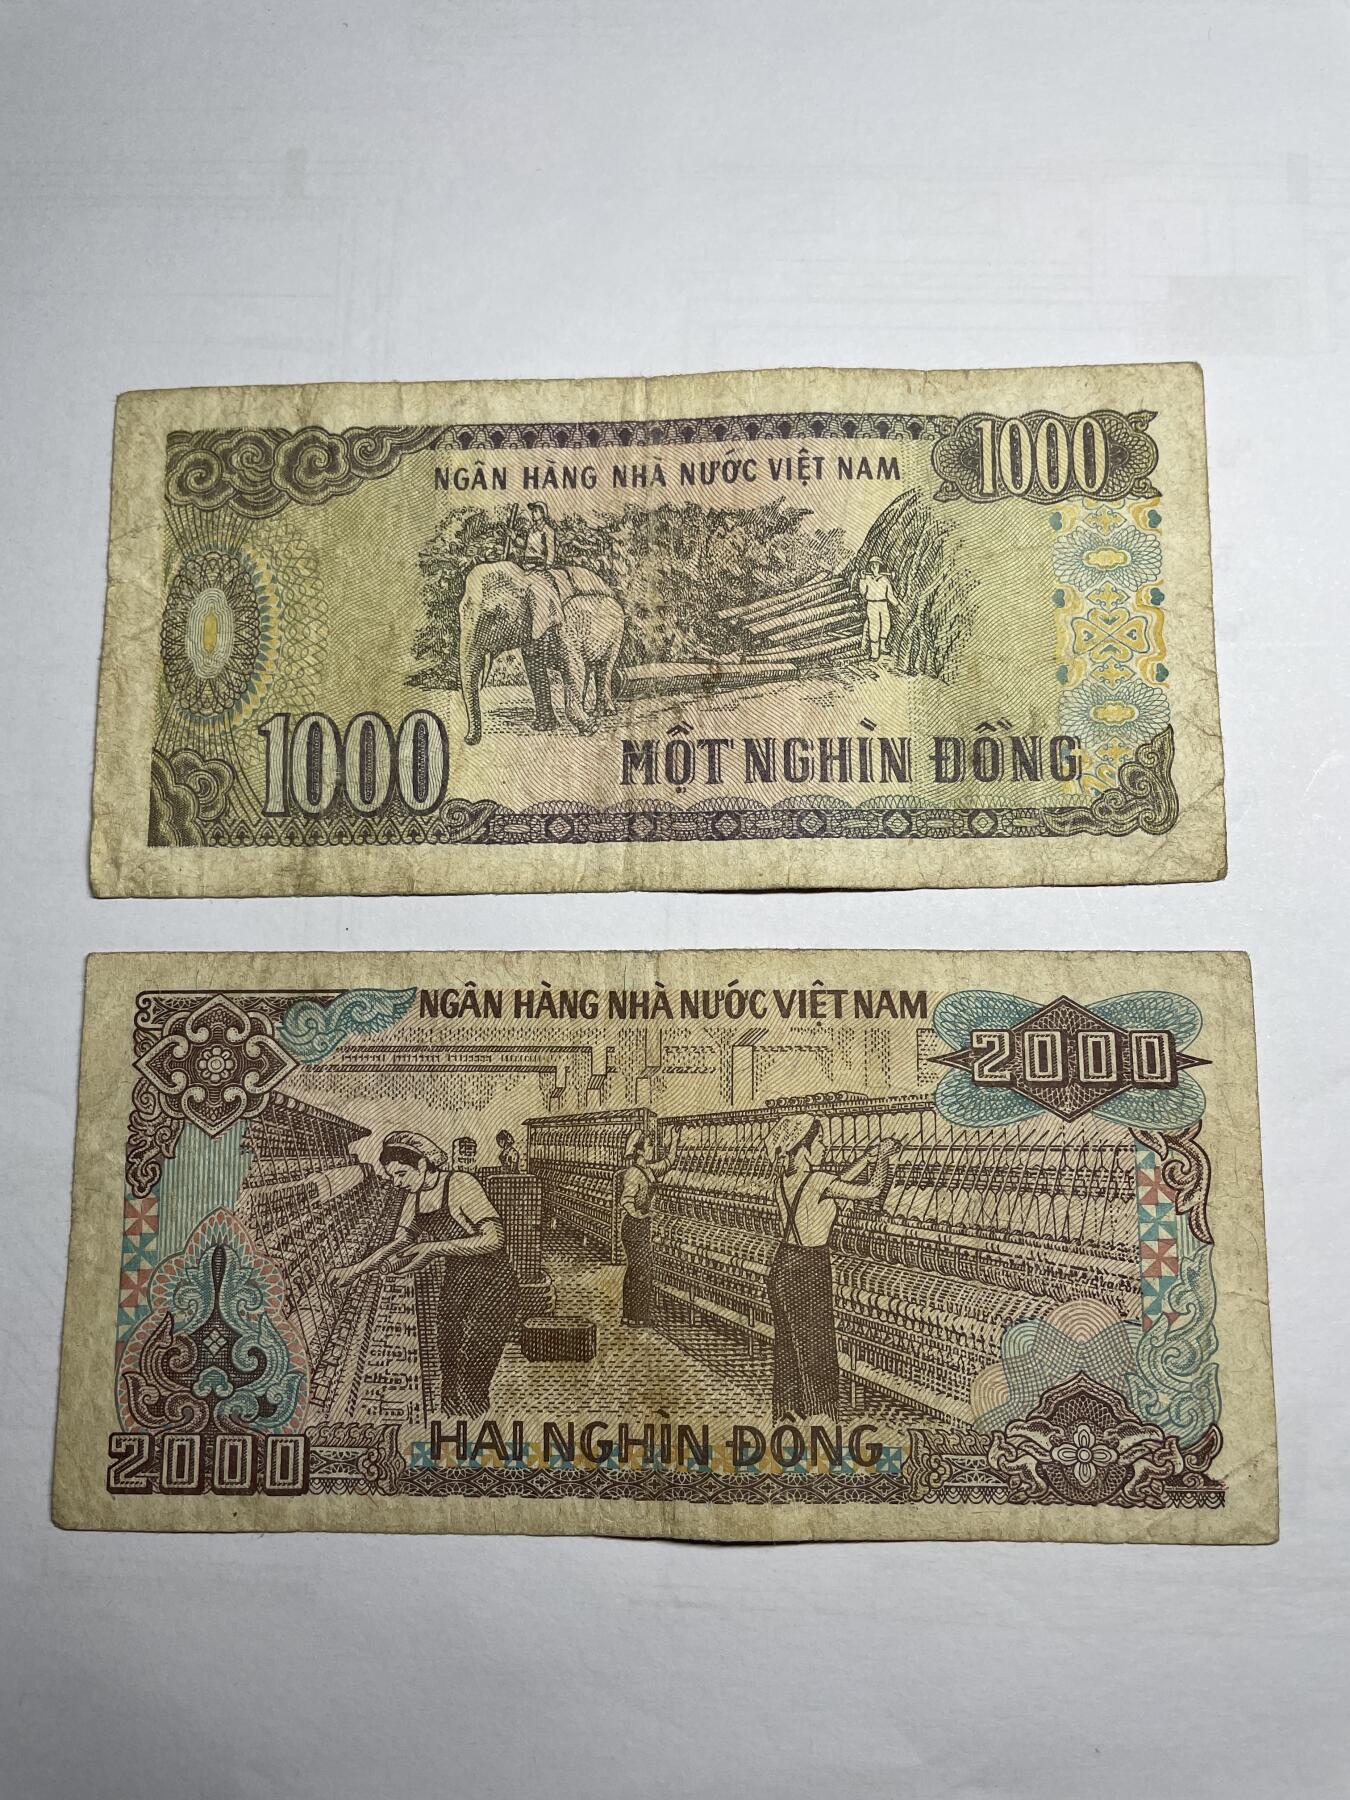 NGÂN HÀNG NHÀ NƯỚC VIỆT NAM
1000
1000
MỘT NGHÌN ĐỒNG
NGÂN HÀNG NHÀ NƯỚC VIỆT NAM
2000
HAI NGHÌN ĐỒNG
2000